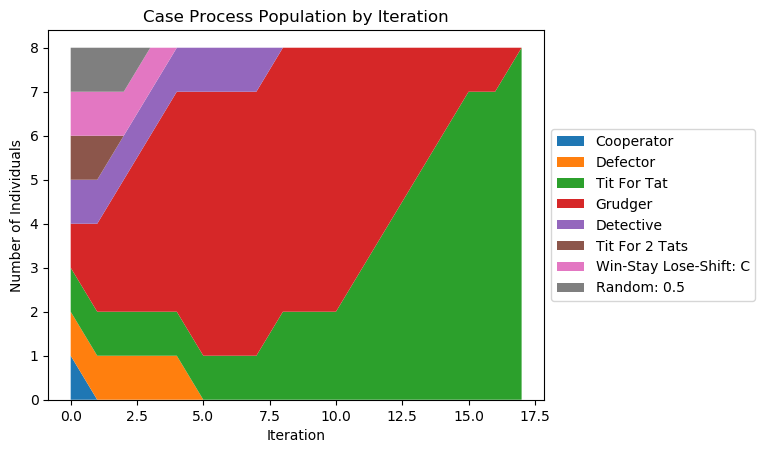 Case Process Population by Iteration
Number of Individuals
8
7
6
5
4
3
2
1
0
0.0 2.5 5.0 7.5 10.0 12.5 15.0 17.5
Iteration
Cooperator
Defector
Tit For Tat
Grudger
Detective
Tit For 2 Tats
Win-Stay Lose-Shift: C
Random: 0.5